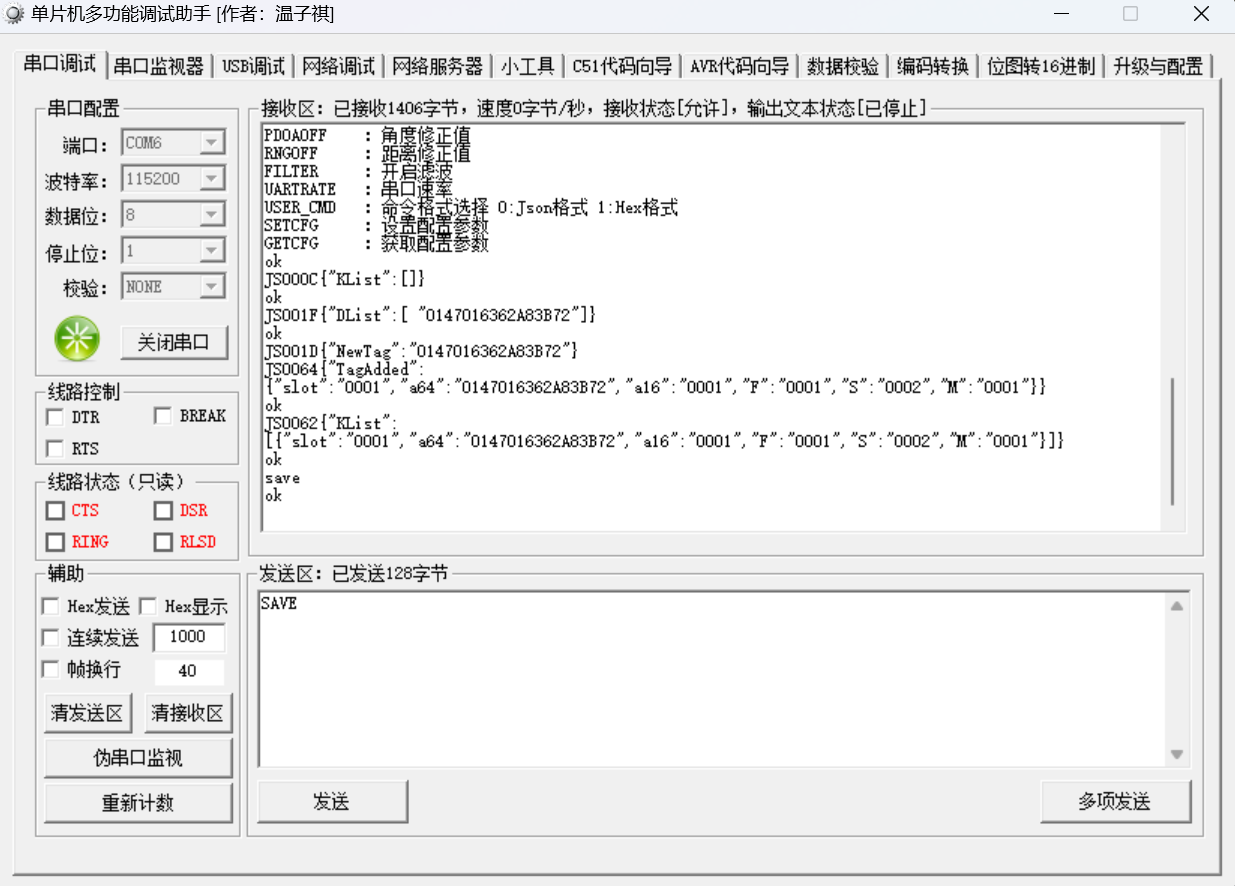 单片机多功能调试助手 [作者：温子祺]
串口调试 串口监视器 USB调试 网络调试 网络服务器 小工具 C51代码向导 AVR代码向导 数据校验 编码转换 位图转16进制 升级与配置
串口配置
端口： COM6
波特率： 115200
数据位： 8
停止位： 1
校验： NONE
关闭串口
线路控制
DTR BREAK
RTS
线路状态（只读）
CTS DSR
RING RLSD
辅助
Hex发送 Hex显示
连续发送 1000
帧换行 40
清发送区 清接收区
伪串口监视
重新计数
接收区：已接收1406字节，速度0字节/秒，接收状态[允许]，输出文本状态[已停止]
PDOAOFF : 角度修正值
RNGOFF : 距离修正值
FILTER : 开启滤波
UARTRATE : 串口速率
USER_CMD : 命令格式选择 0:Json格式 1:Hex格式
SETCFG : 设置配置参数
GETCFG : 获取配置参数
ok
JS000C{"KList":[]}
ok
JS001F{"DList":[ "0147016362A83B72"]}
ok
JS001D{"NewTag":"0147016362A83B72"}
JS0064{"TagAdded":
{"slot":"0001","a64":"0147016362A83B72","a16":"0001","F":"0001","S":"0002","M":"0001"}}
ok
JS0062{"KList":
[{"slot":"0001","a64":"0147016362A83B72","a16":"0001","F":"0001","S":"0002","M":"0001"}]}
ok
save
ok
发送区：已发送128字节
SAVE
发送 多项发送